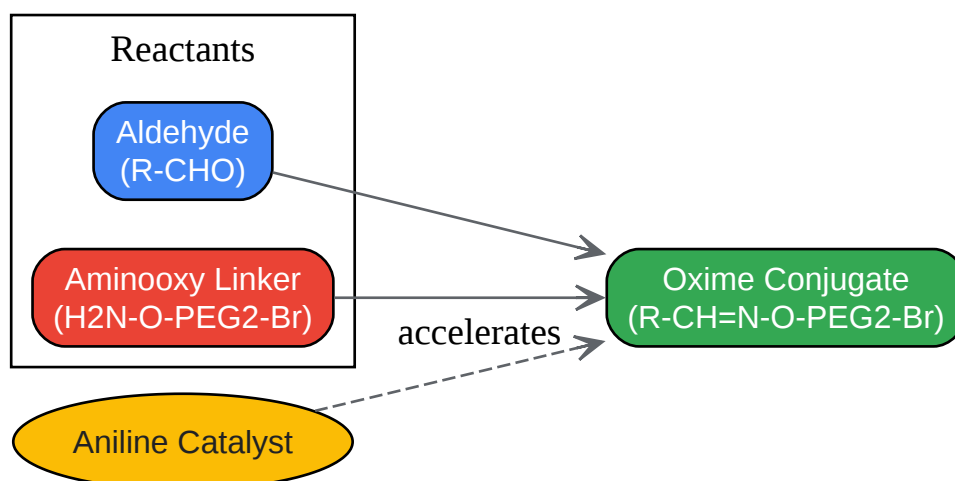 Reactants
Aldehyde
(R-CHO)
Aminooxy Linker
(H2N-O-PEG2-Br)
accelerates
Oxime Conjugate
(R-CH=N-O-PEG2-Br)
Aniline Catalyst